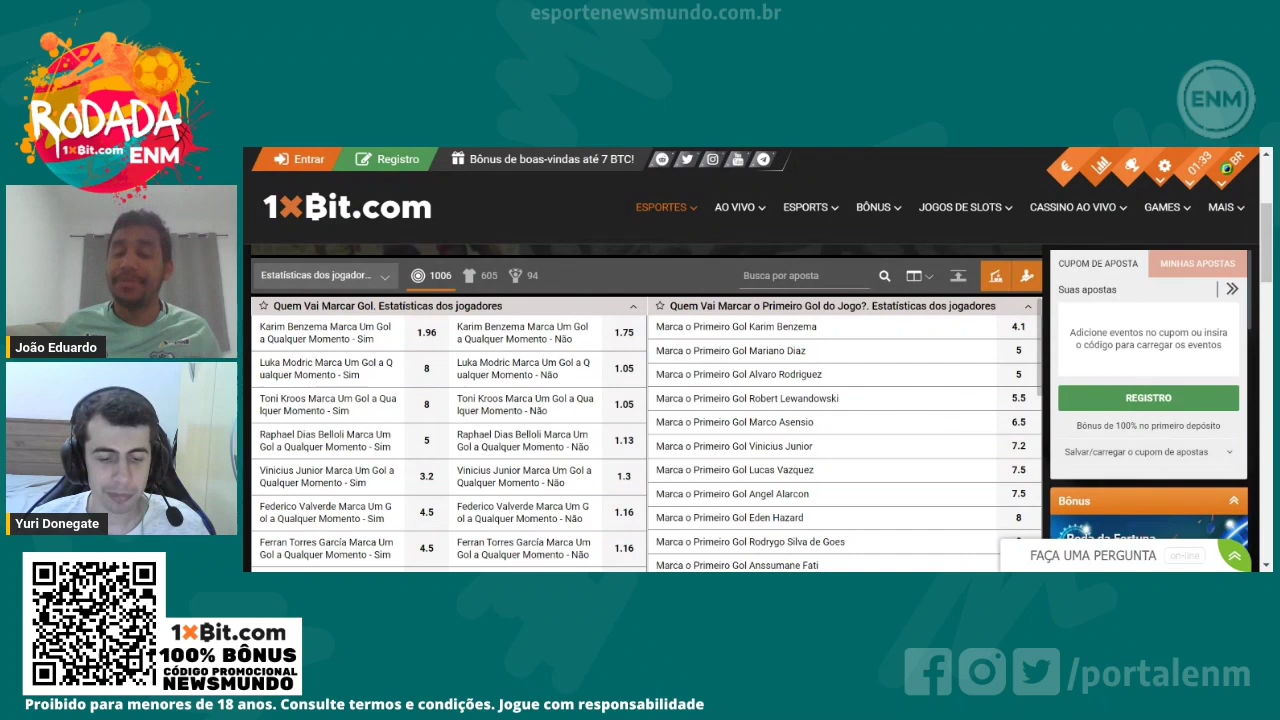 esportenewsmundo.com.br
RODADA
1×Bit.com
ENM
ENM
Entrar
Registro
Bônus de boas-vindas até 7 BTC!
€
01:33
BR
1×Bit.com
ESPORTES
AO VIVO
ESPORTS
BÔNUS
JOGOS DE SLOTS
CASSINO AO VIVO
GAMES
MAIS
Estatísticas dos jogador...
1006
605
94
Busca por aposta
Quem Vai Marcar Gol. Estatísticas dos jogadores
Karim Benzema Marca Um Gol
a Qualquer Momento - Sim
1.96
Karim Benzema Marca Um Gol
a Qualquer Momento - Não
1.75
Luka Modric Marca Um Gol a Q
ualquer Momento - Sim
8
Luka Modric Marca Um Gol a Q
ualquer Momento - Não
1.05
Toni Kroos Marca Um Gol a Qua
lquer Momento - Sim
8
Toni Kroos Marca Um Gol a Qua
lquer Momento - Não
1.05
Raphael Dias Belloli Marca Um
Gol a Qualquer Momento - Sim
5
Raphael Dias Belloli Marca Um
Gol a Qualquer Momento - Não
1.13
Vinicius Junior Marca Um Gol a
Qualquer Momento - Sim
3.2
Vinicius Junior Marca Um Gol a
Qualquer Momento - Não
1.3
Federico Valverde Marca Um G
ol a Qualquer Momento - Sim
4.5
Federico Valverde Marca Um G
ol a Qualquer Momento - Não
1.16
Ferran Torres García Marca Um
Gol a Qualquer Momento - Sim
4.5
Ferran Torres García Marca Um
Gol a Qualquer Momento - Não
1.16
Quem Vai Marcar o Primeiro Gol do Jogo?. Estatísticas dos jogadores
Marca o Primeiro Gol Karim Benzema 4.1
Marca o Primeiro Gol Mariano Diaz 5
Marca o Primeiro Gol Alvaro Rodriguez 5
Marca o Primeiro Gol Robert Lewandowski 5.5
Marca o Primeiro Gol Marco Asensio 6.5
Marca o Primeiro Gol Vinicius Junior 7.2
Marca o Primeiro Gol Lucas Vazquez 7.5
Marca o Primeiro Gol Angel Alarcon 7.5
Marca o Primeiro Gol Eden Hazard 8
Marca o Primeiro Gol Rodrygo Silva de Goes
Marca o Primeiro Gol Anssumane Fati
CUPOM DE APOSTA
MINHAS APOSTAS
Suas apostas
Adicione eventos no cupom ou insira
o código para carregar os eventos
REGISTRO
Bônus de 100% no primeiro depósito
Salvar/carregar o cupom de apostas
Bônus
Roda da Fortuna
FAÇA UMA PERGUNTA
on-line
João Eduardo
Yuri Donegate
1×Bit.com
100% BÔNUS
CÓDIGO PROMOCIONAL
NEWSMUNDO
/portalenm
Proibido para menores de 18 anos. Consulte termos e condições. Jogue com responsabilidade